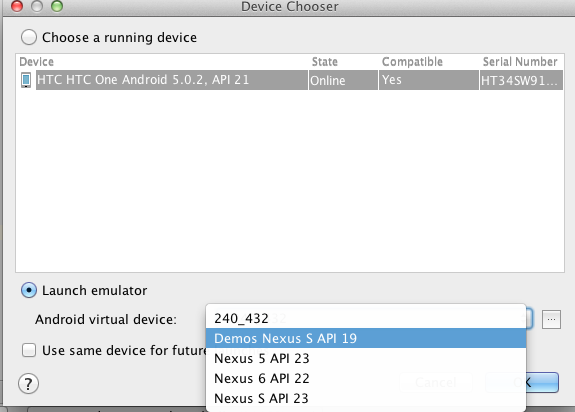 Device Chooser
Choose a running device
Device State Compatible Serial Number
HTC HTC One Android 5.0.2, API 21 Online Yes HT34SW91...
Launch emulator
Android virtual device:
240_432
Demos Nexus S API 19
Use same device for future
Nexus 5 API 23
Nexus 6 API 22
Nexus S API 23
? Cancel